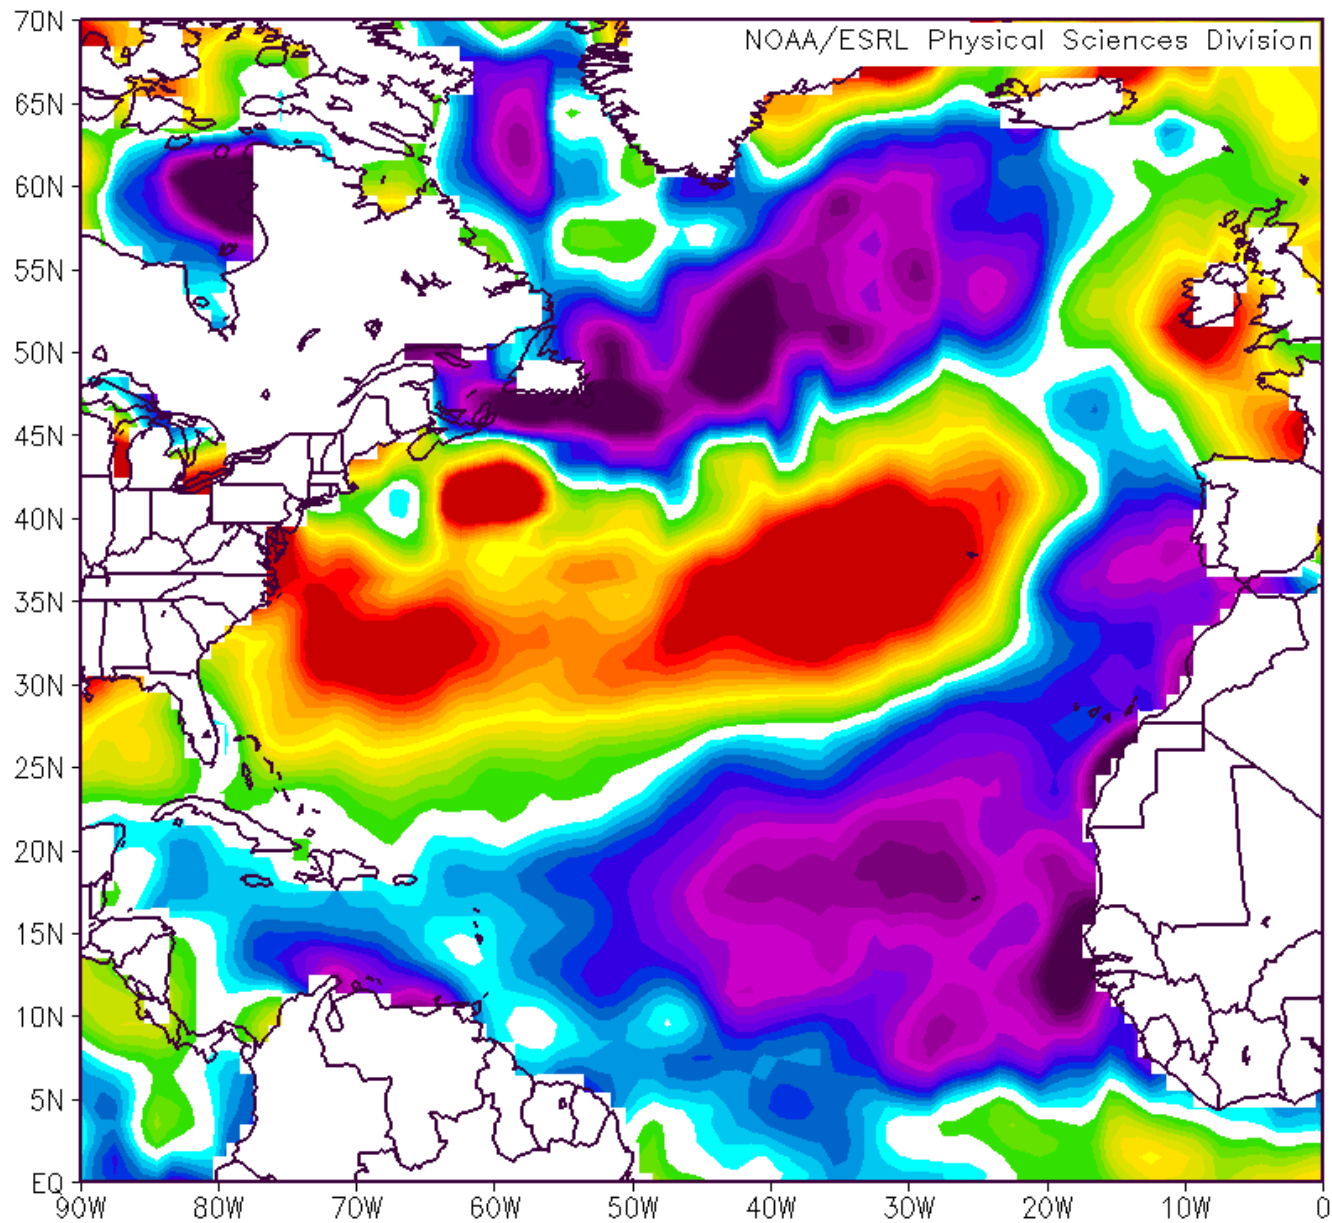 NOAA/ESRL Physical Sciences Division
70N
65N
60N
55N
50N
45N
40N
35N
30N
25N
20N
15N
10N
5N
EQ
90W 80W 70W 60W 50W 40W 30W 20W 10W 0